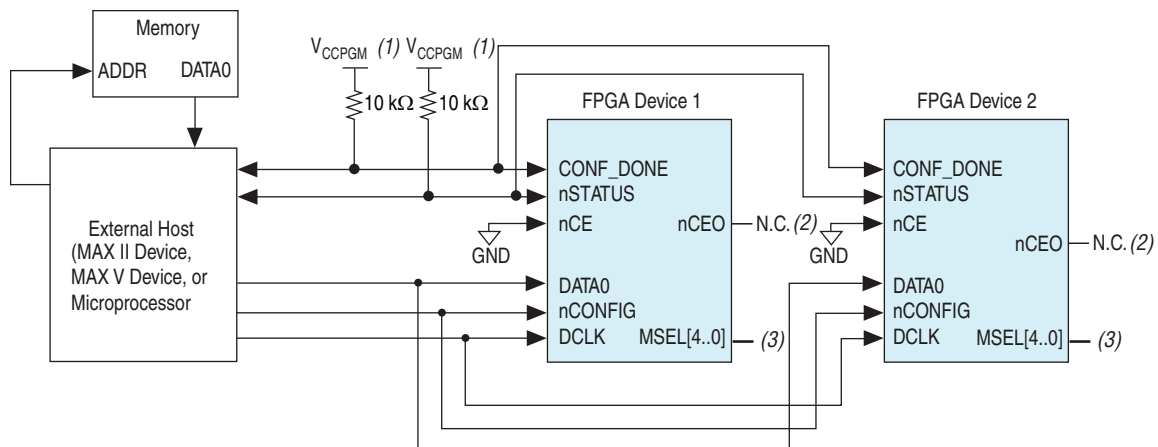 Memory
ADDR DATA0
External Host
(MAX II Device,
MAX V Device, or
Microprocessor
VCCPGM (1) VCCPGM (1)
10 kΩ 10 kΩ
FPGA Device 1
CONF_DONE
nSTATUS
nCE
nCEO N.C. (2)
GND
DATA0
nCONFIG
DCLK MSEL[4..0] (3)
FPGA Device 2
CONF_DONE
nSTATUS
nCE
nCEO N.C. (2)
GND
DATA0
nCONFIG
DCLK MSEL[4..0] (3)